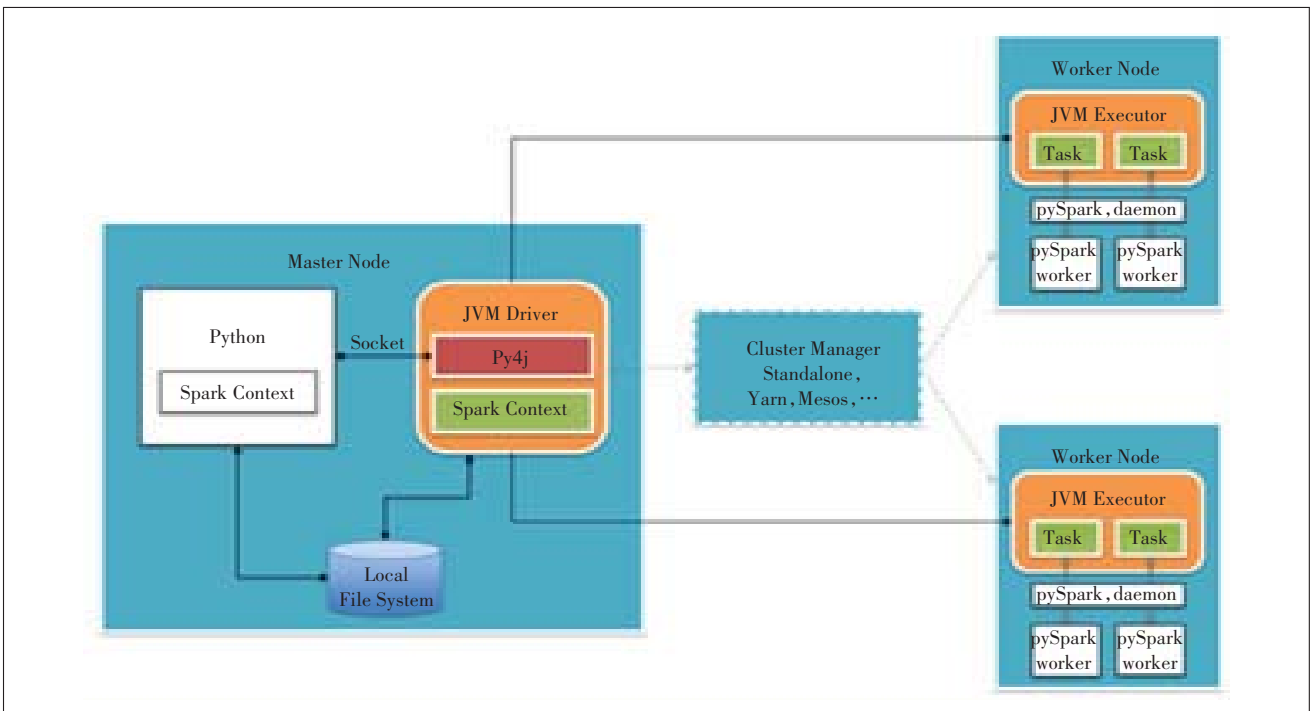 Master Node
Python
Spark Context
Socket
JVM Driver
Py4j
Spark Context
Local
File System
Cluster Manager
Standalone,
Yarn,Mesos,…
Worker Node
JVM Executor
Task Task
pySpark,daemon
pySpark pySpark
worker worker
Worker Node
JVM Executor
Task Task
pySpark,daemon
pySpark pySpark
worker worker